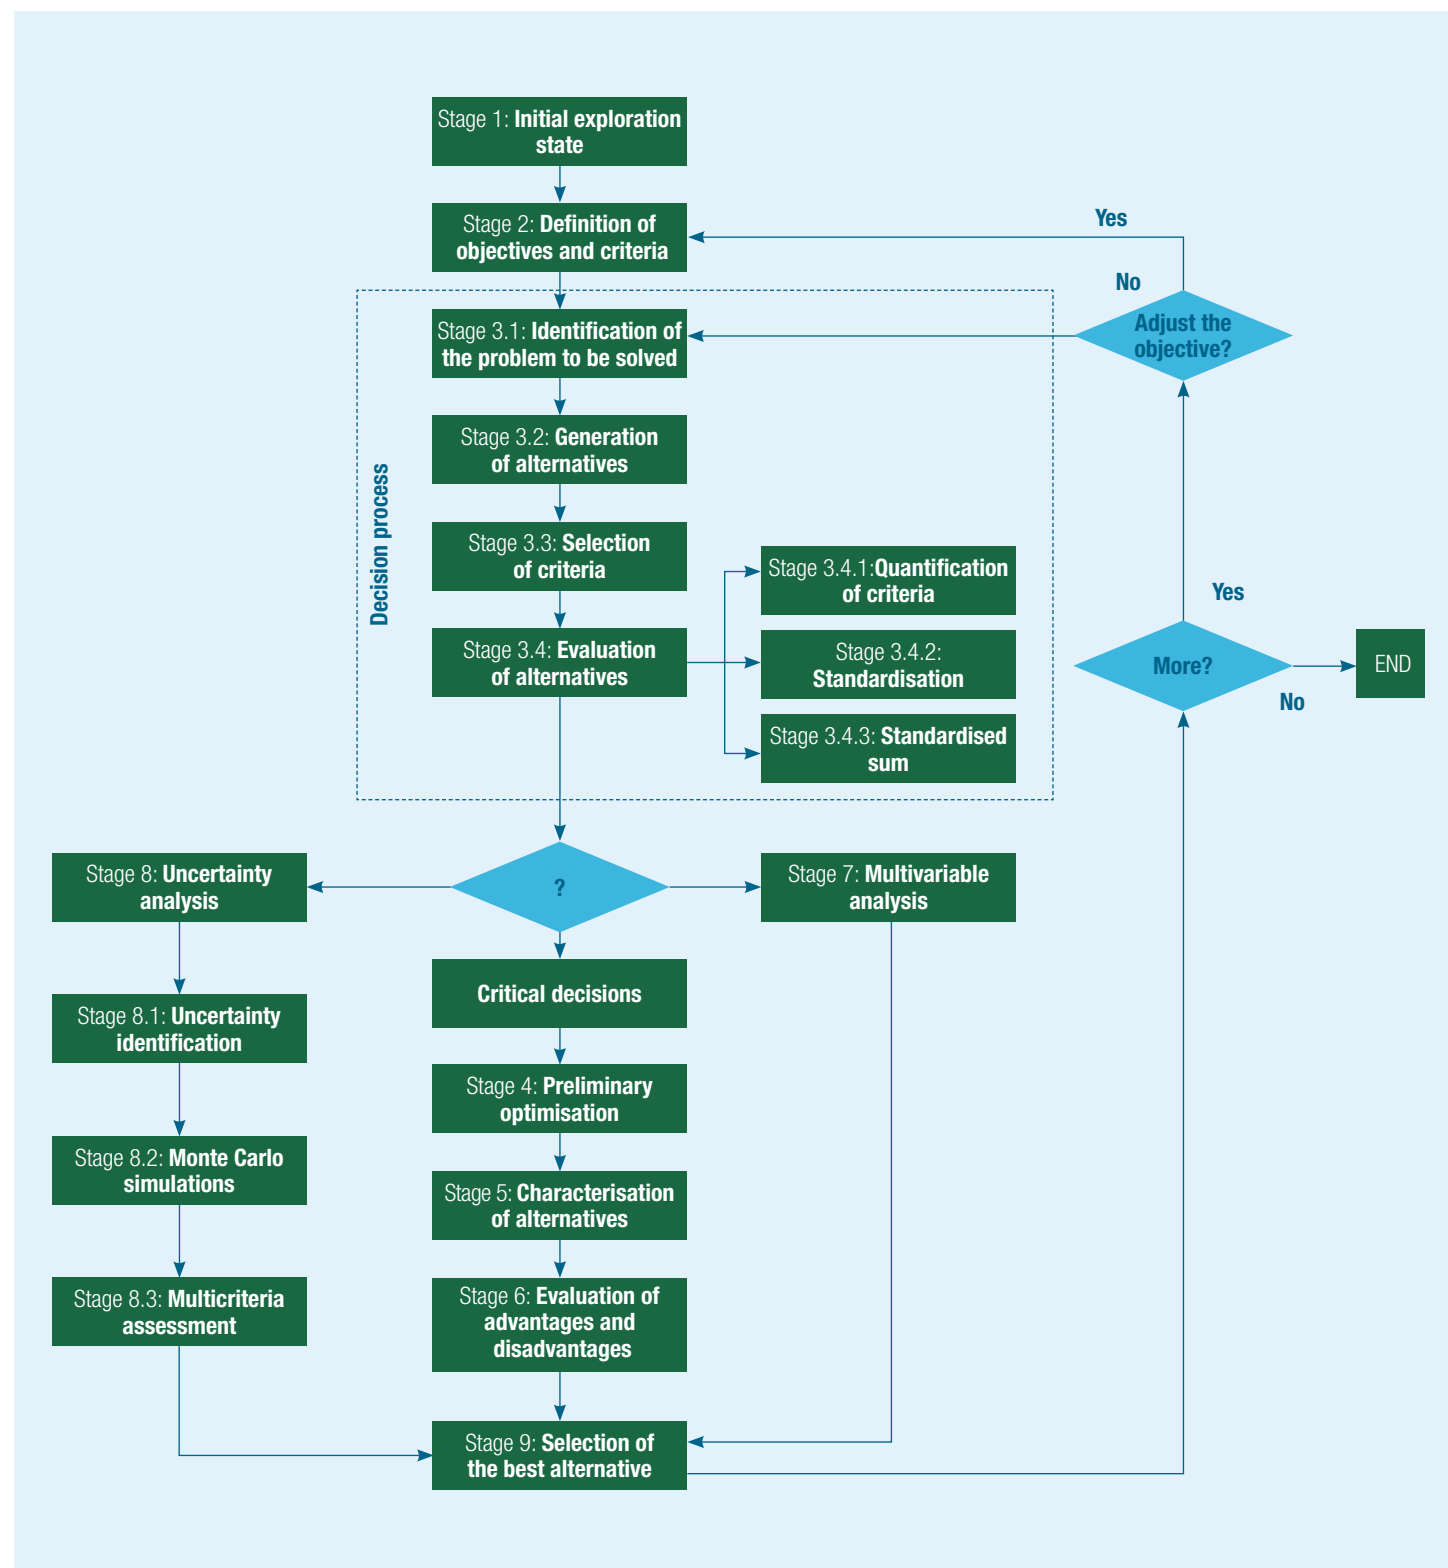 Stage 1: Initial exploration
state
Stage 2: Definition of
objectives and criteria
Yes
No
Adjust the
objective?
Decision process
Stage 3.1: Identification of
the problem to be solved
Stage 3.2: Generation
of alternatives
Stage 3.3: Selection
of criteria
Stage 3.4: Evaluation
of alternatives
Stage 3.4.1:Quantification
of criteria
Stage 3.4.2:
Standardisation
Stage 3.4.3: Standardised
sum
Yes
More?
No
END
Stage 8: Uncertainty
analysis
?
Stage 7: Multivariable
analysis
Critical decisions
Stage 8.1: Uncertainty
identification
Stage 4: Preliminary
optimisation
Stage 8.2: Monte Carlo
simulations
Stage 5: Characterisation
of alternatives
Stage 8.3: Multicriteria
assessment
Stage 6: Evaluation of
advantages and
disadvantages
Stage 9: Selection of
the best alternative